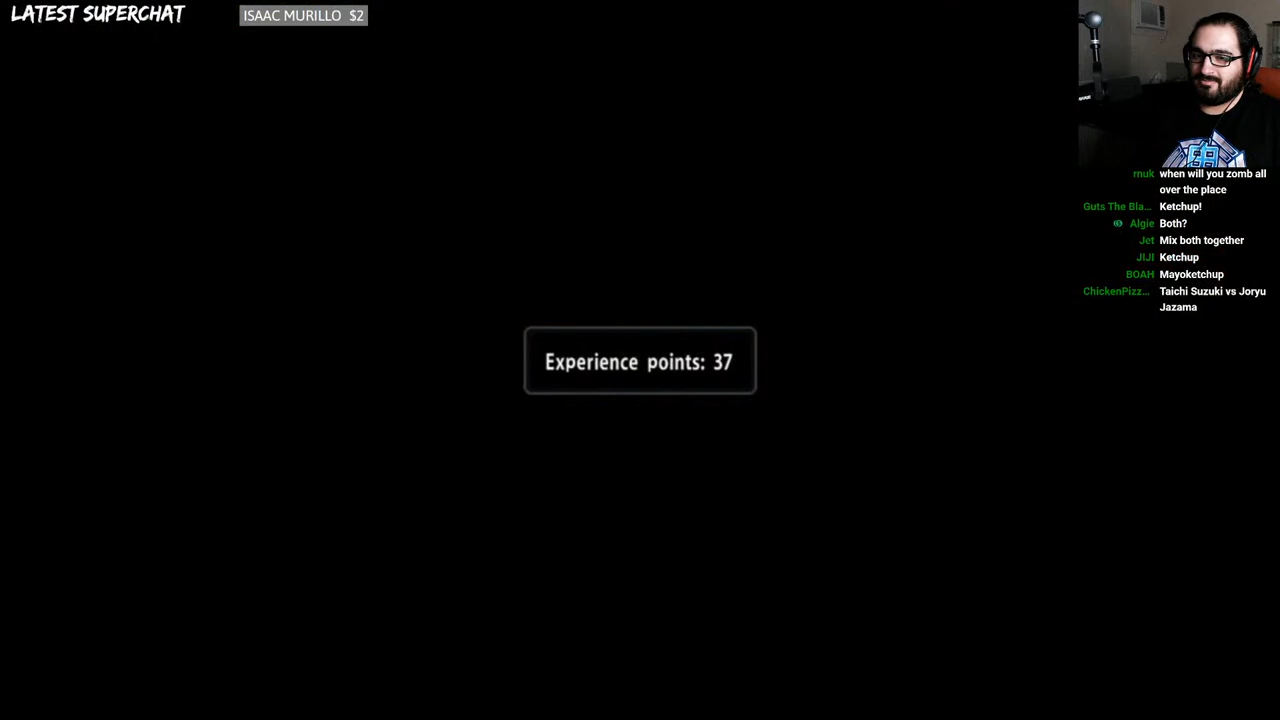 LATEST SUPERCHAT
ISAAC MURILLO $2
rnuk when will you zomb all
over the place
Guts The Bla... Ketchup!
Algie Both?
Jet Mix both together
JIJI Ketchup
BOAH Mayoketchup
ChickenPizz... Taichi Suzuki vs Joryu
Jazama
Experience points: 37